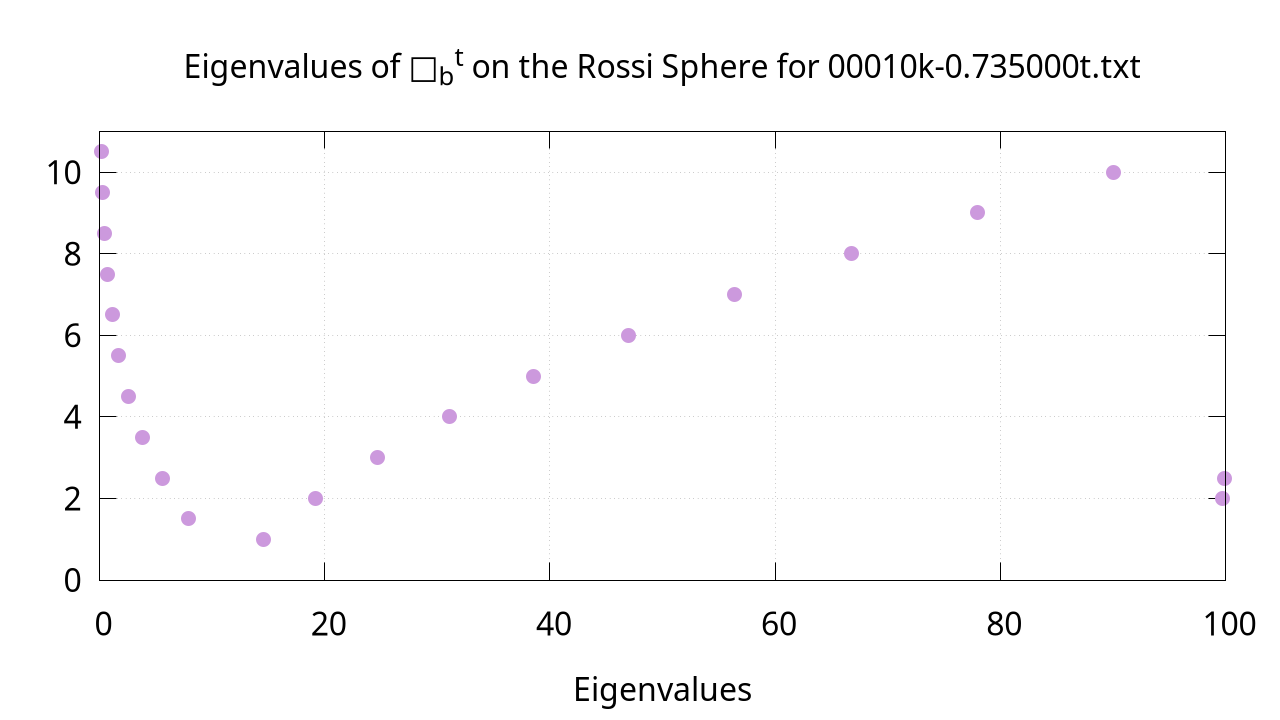 Eigenvalues of □bᵗ on the Rossi Sphere for 00010k-0.735000t.txt
10
8
6
4
2
0
0 20 40 60 80 100
Eigenvalues